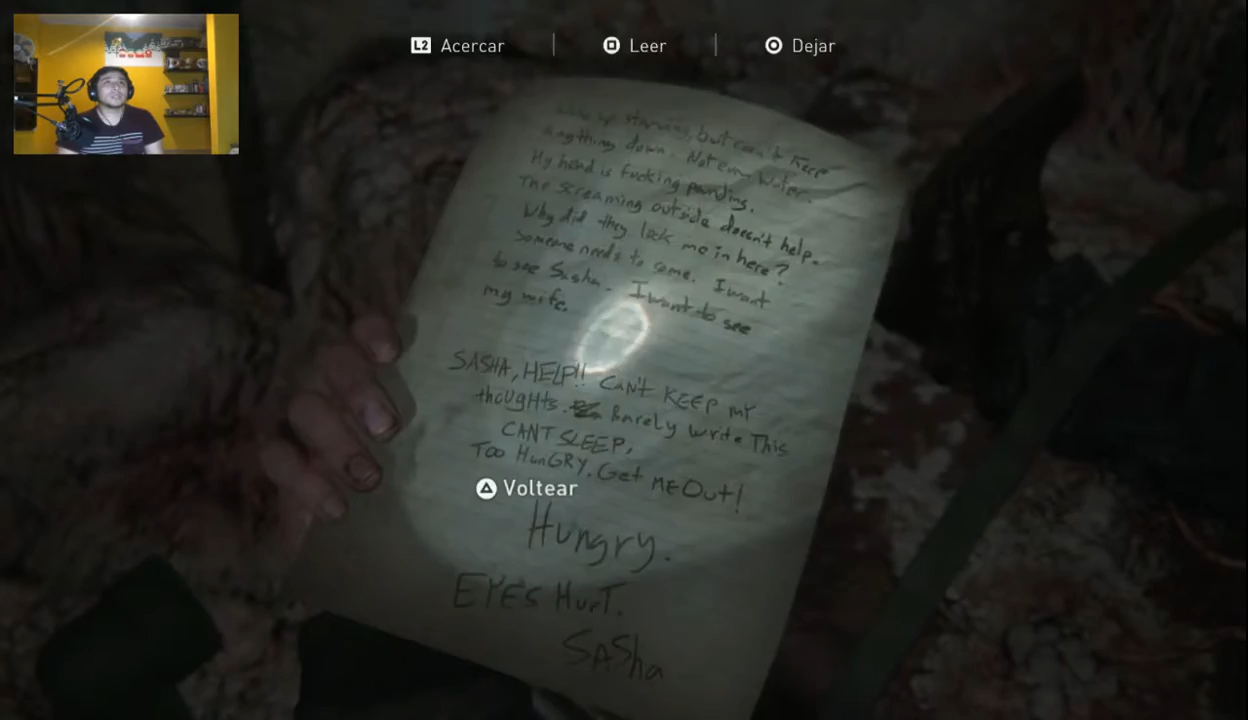 L2 Acercar | Leer | Dejar
up starving, but can't keep
anything down. Not even water.
My head is fucking pounding.
The screaming outside doesn't help.
Why did they lock me in here?
Someone needs to come. I want
to see Sasha. I want to see
my wife.
SASHA, HELP!! CAN'T KEEP MY
thoUgHts. Barely write This
CANT SLEEP,
TOO HunGRY. Get ME Out!
Voltear
Hungry.
EYES HurT.
SASha